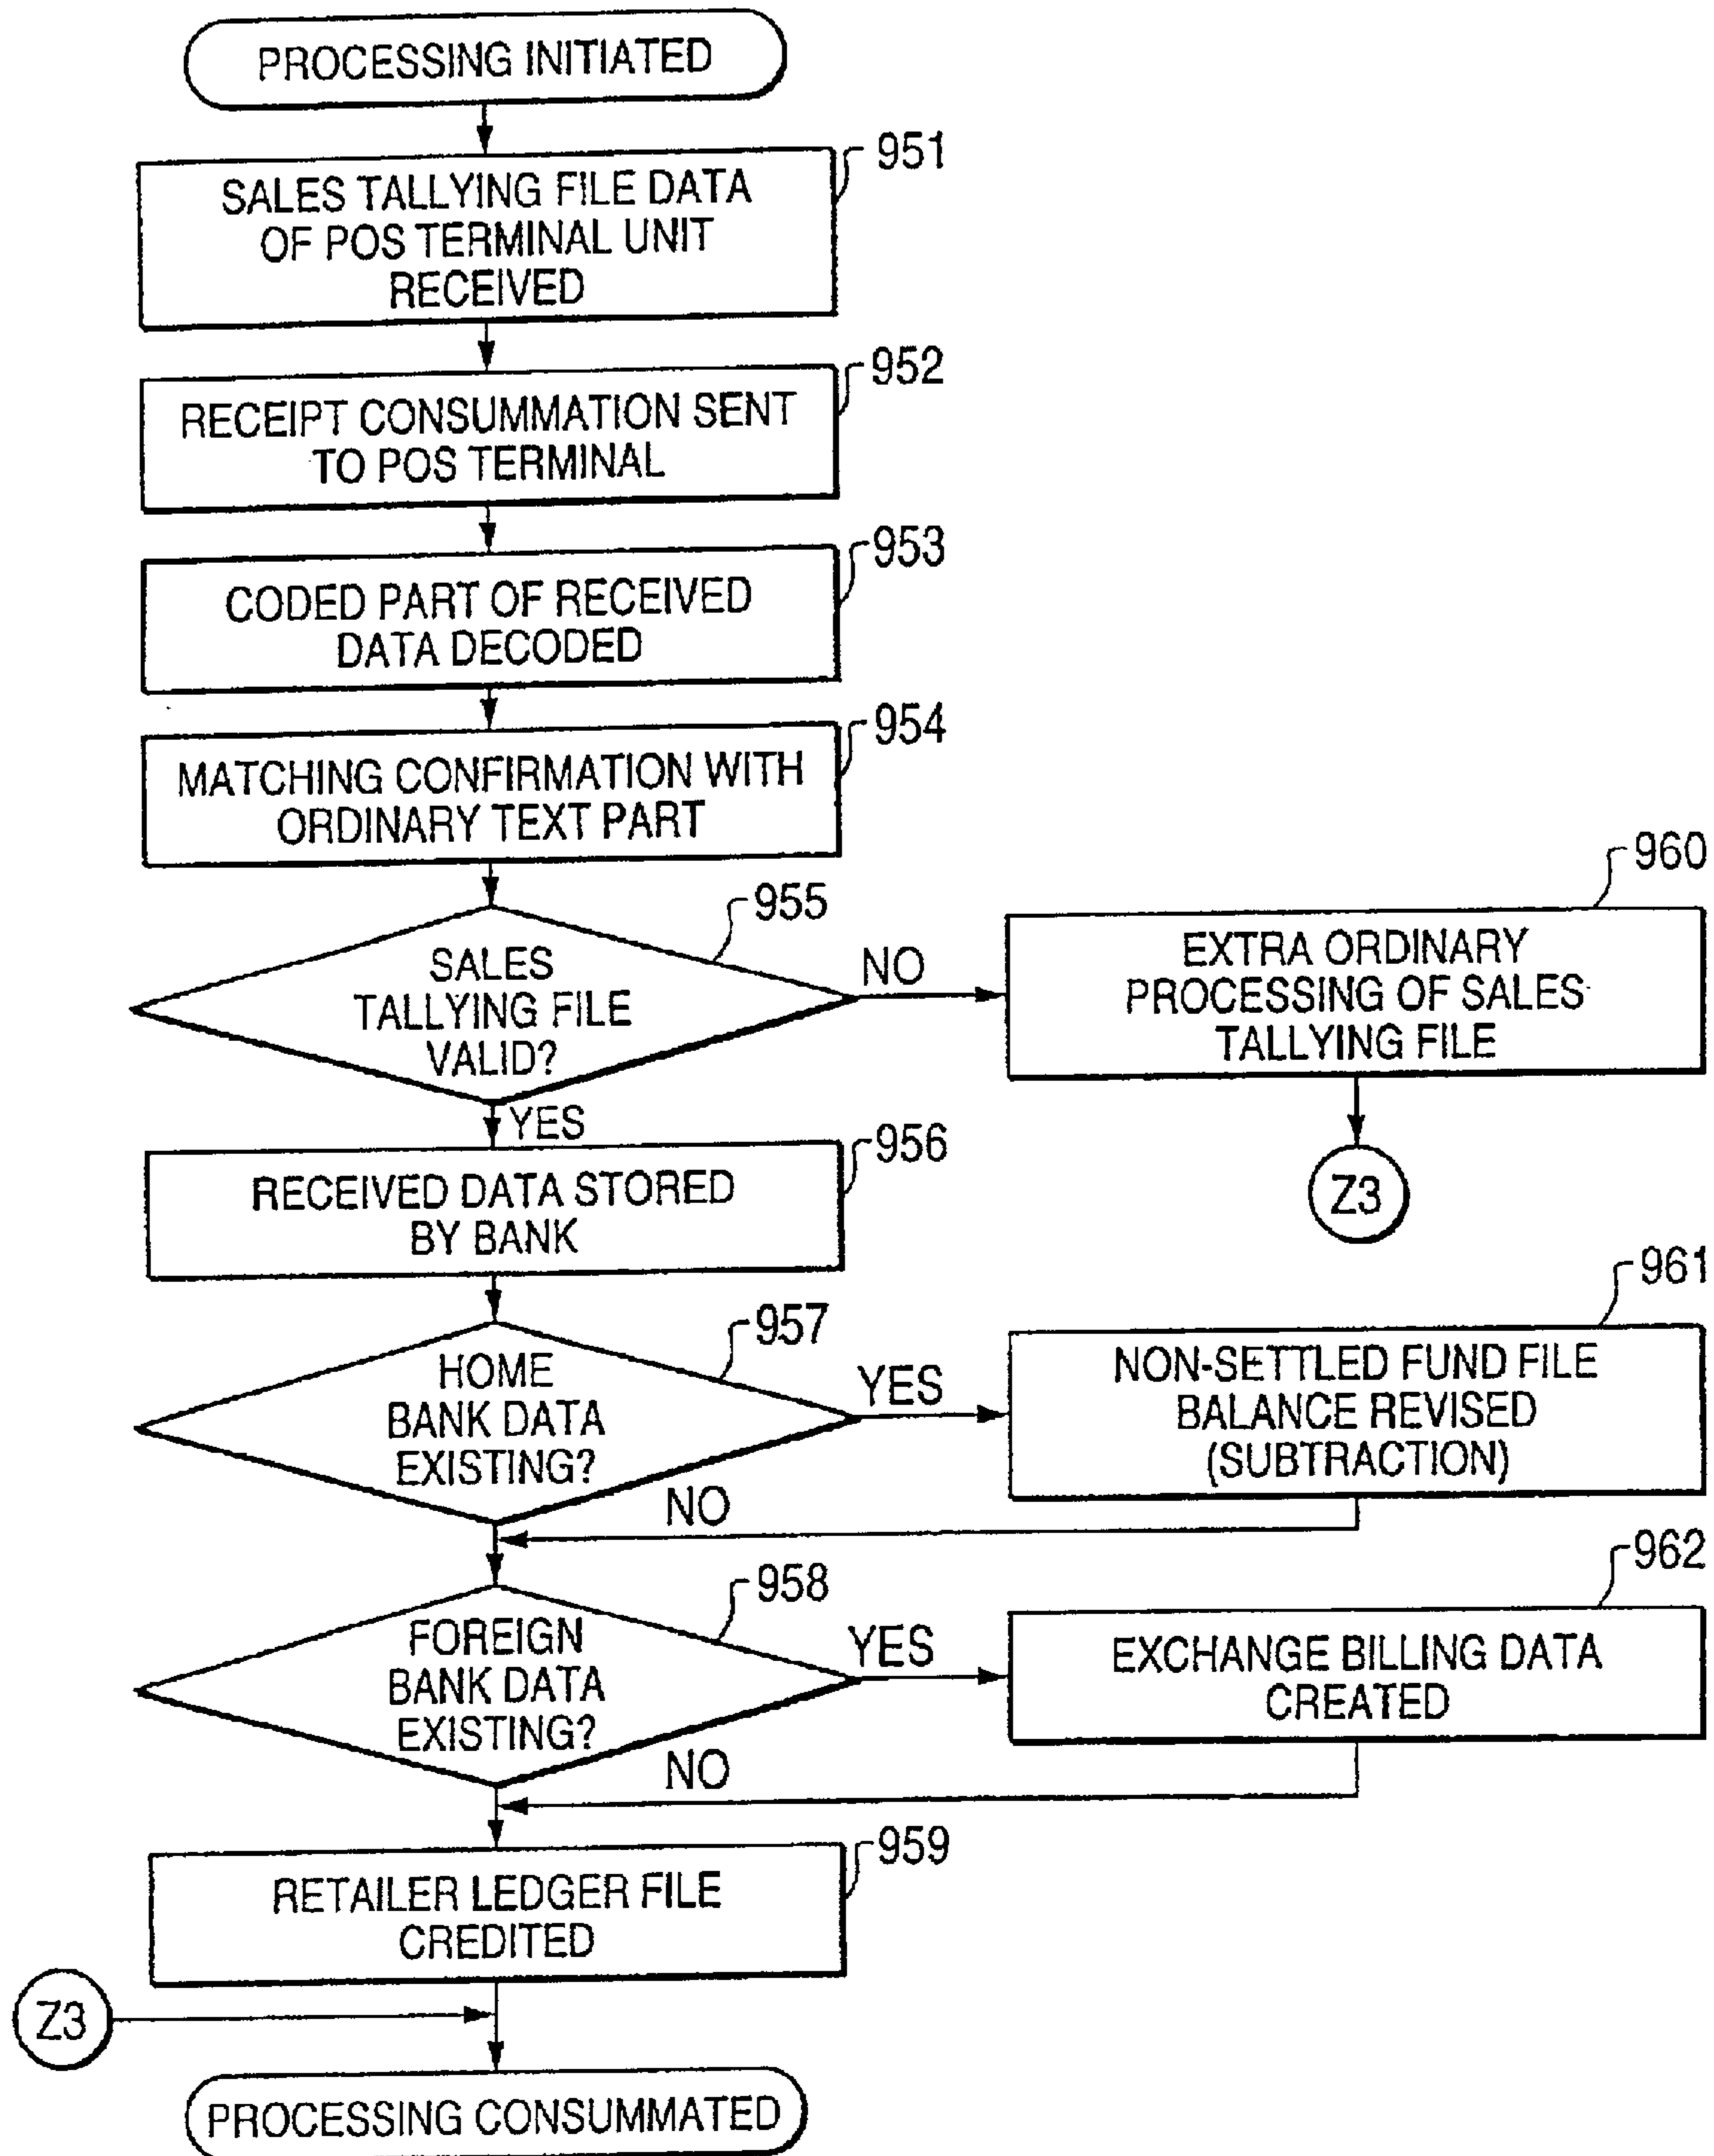 PROCESSING INITIATED
951
SALES TALLYING FILE DATA
OF POS TERMINAL UNIT
RECEIVED
952
RECEIPT CONSUMMATION SENT
TO POS TERMINAL
953
CODED PART OF RECEIVED
DATA DECODED
954
MATCHING CONFIRMATION WITH
ORDINARY TEXT PART
955
SALES
TALLYING FILE
VALID?
NO
960
EXTRA ORDINARY
PROCESSING OF SALES
TALLYING FILE
Z3
YES
956
RECEIVED DATA STORED
BY BANK
957
HOME
BANK DATA
EXISTING?
YES
961
NON-SETTLED FUND FILE
BALANCE REVISED
(SUBTRACTION)
NO
958
FOREIGN
BANK DATA
EXISTING?
YES
962
EXCHANGE BILLING DATA
CREATED
NO
959
RETAILER LEDGER FILE
CREDITED
Z3
PROCESSING CONSUMMATED